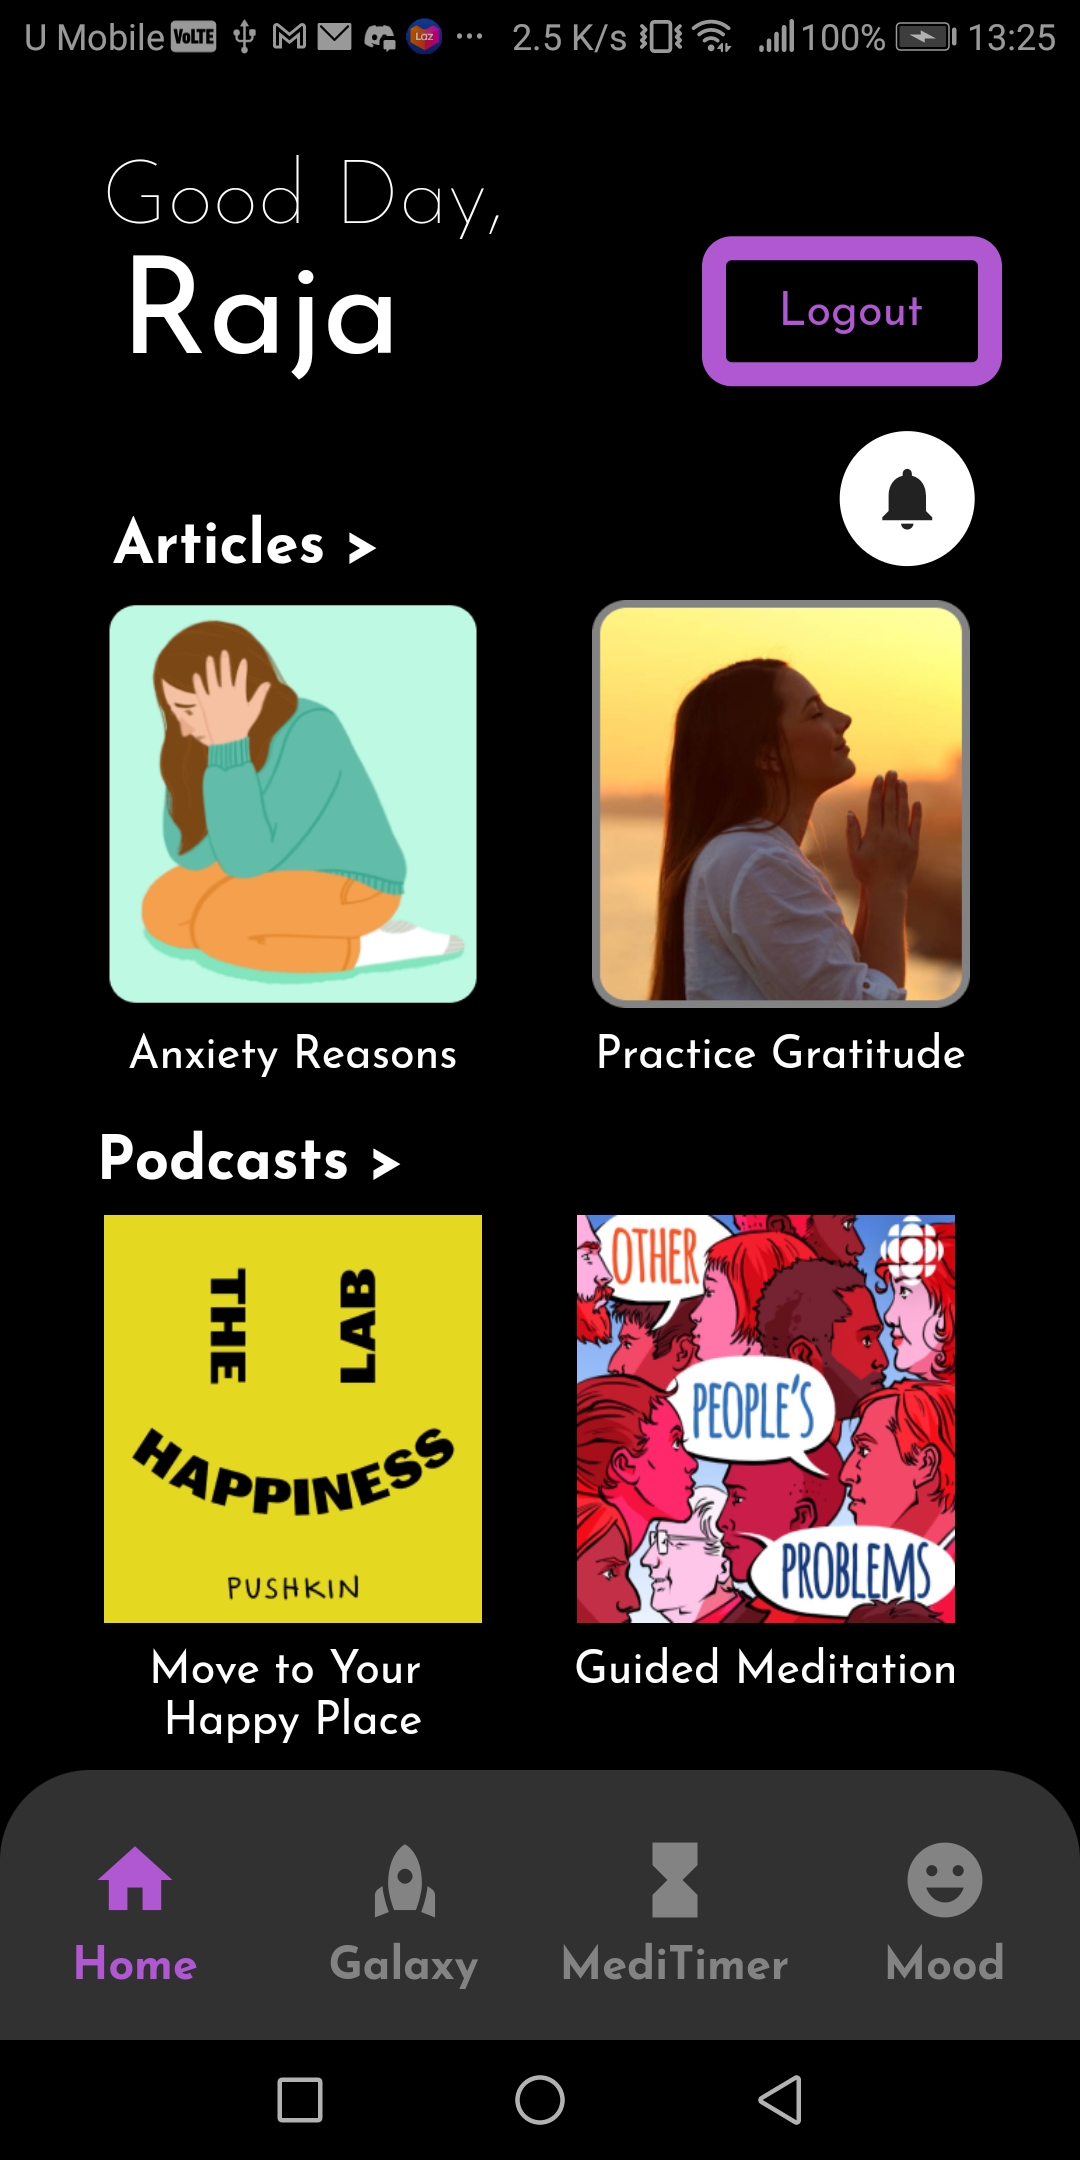 U Mobile VoLTE Laz ... 2.5 K/s 100% 13:25
Good Day,
Raja
Logout
Articles >
Anxiety Reasons
Practice Gratitude
Podcasts >
THE LAB
HAPPINESS
PUSHKIN
OTHER
PEOPLE'S
PROBLEMS
Move to Your
Happy Place
Guided Meditation
Home
Galaxy
MediTimer
Mood